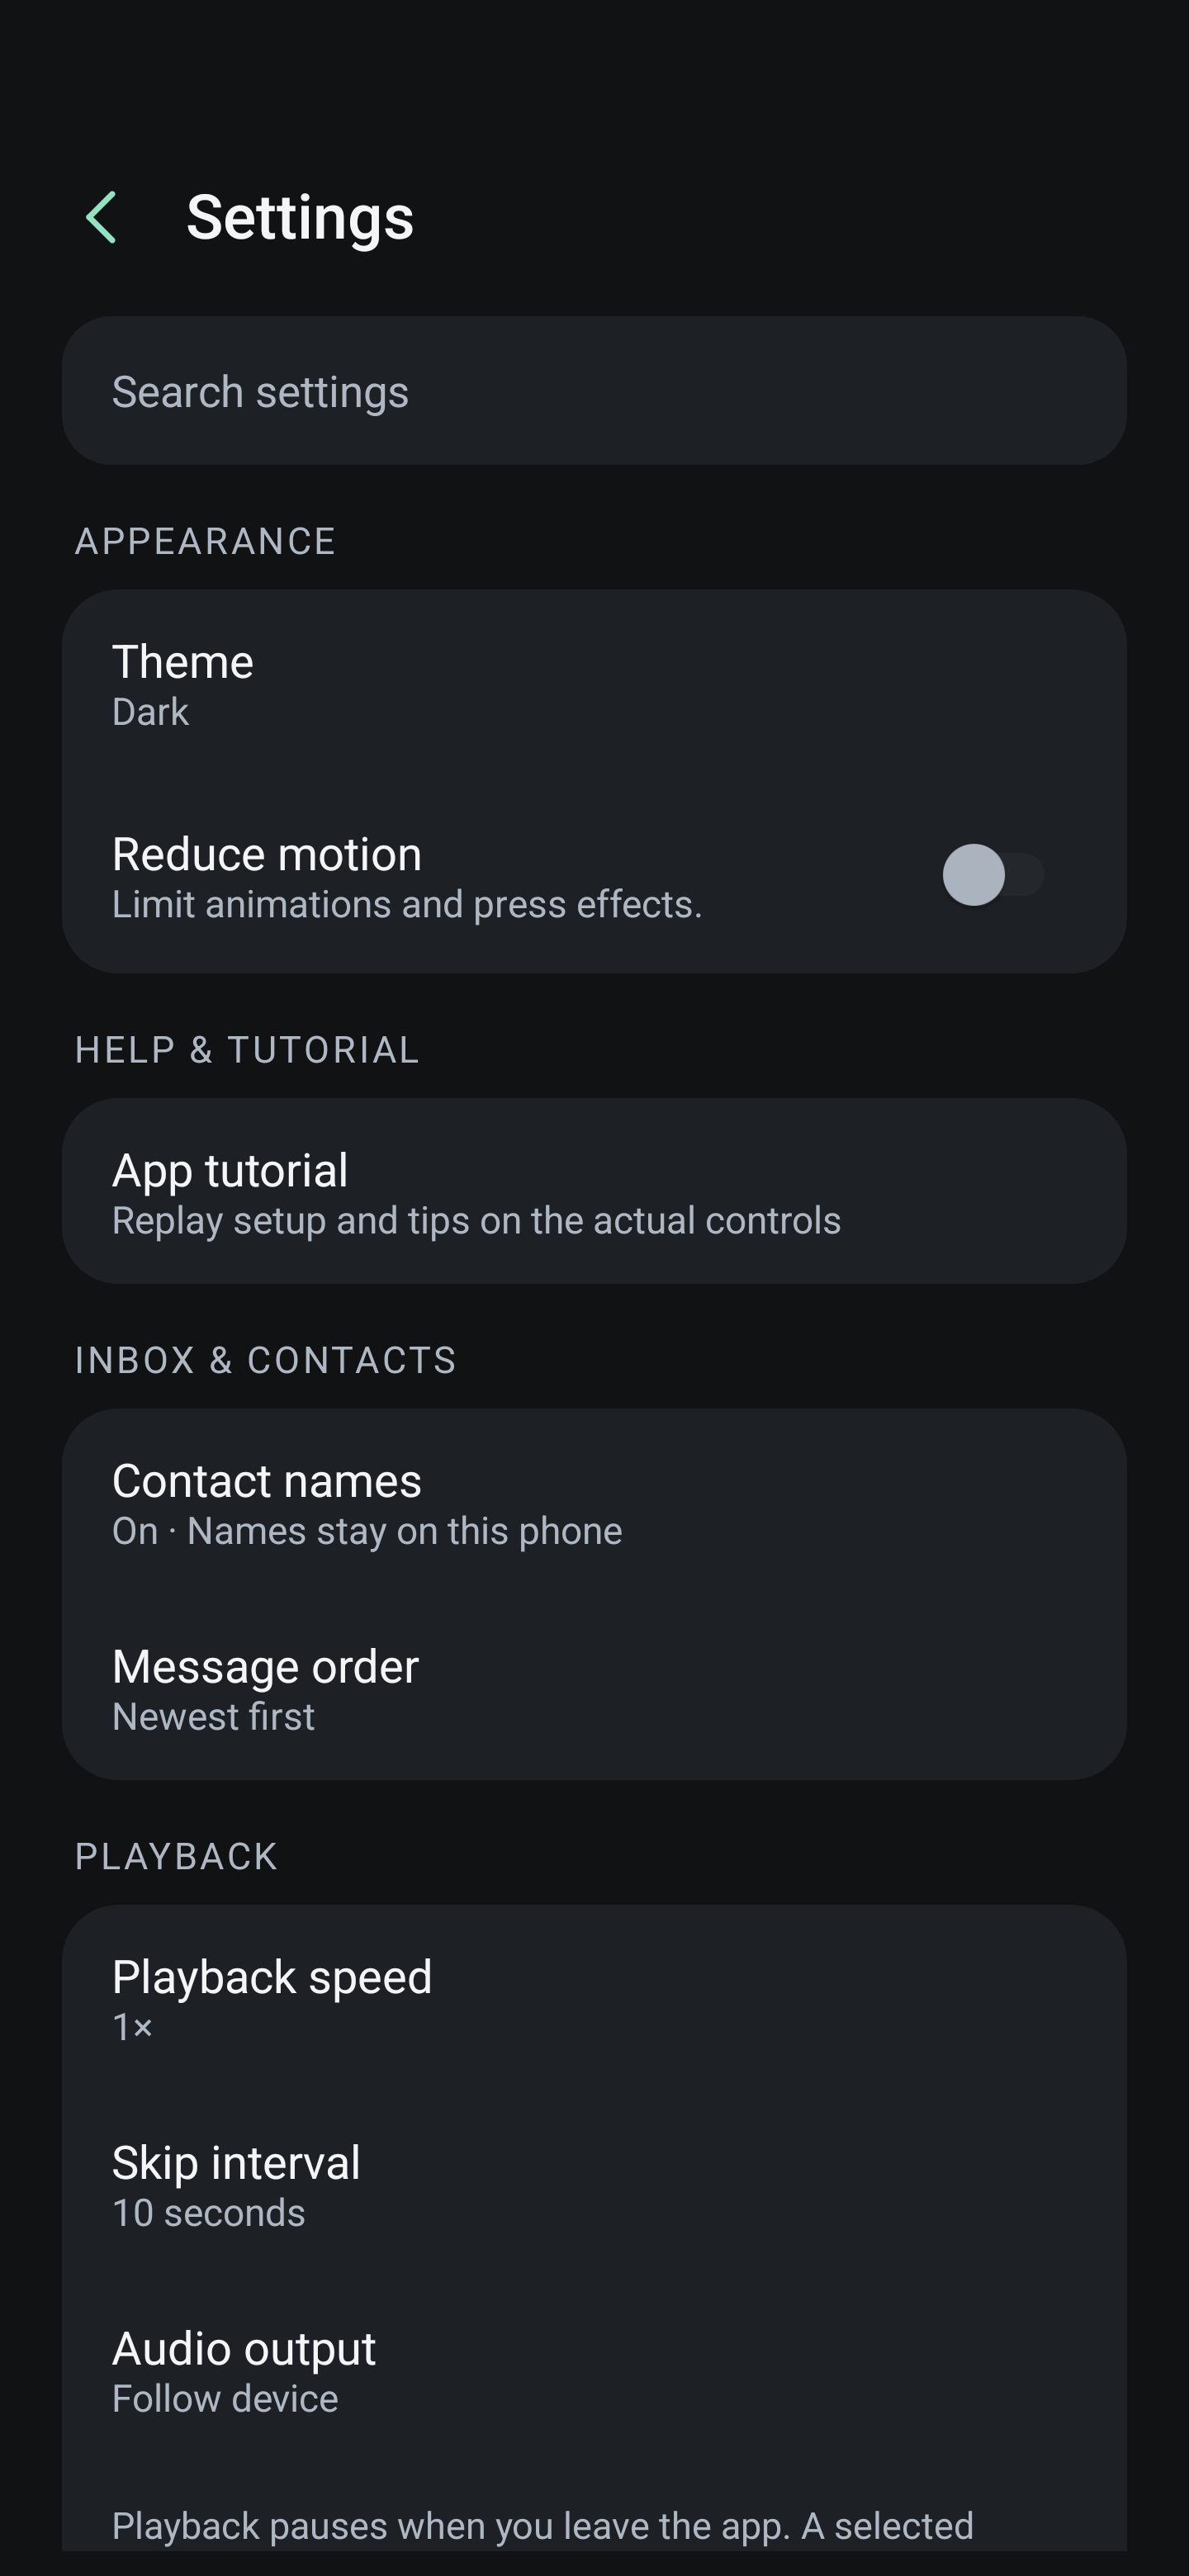 Settings
Search settings
APPEARANCE
Theme
Dark
Reduce motion
Limit animations and press effects.
HELP & TUTORIAL
App tutorial
Replay setup and tips on the actual controls
INBOX & CONTACTS
Contact names
On · Names stay on this phone
Message order
Newest first
PLAYBACK
Playback speed
1×
Skip interval
10 seconds
Audio output
Follow device
Playback pauses when you leave the app. A selected